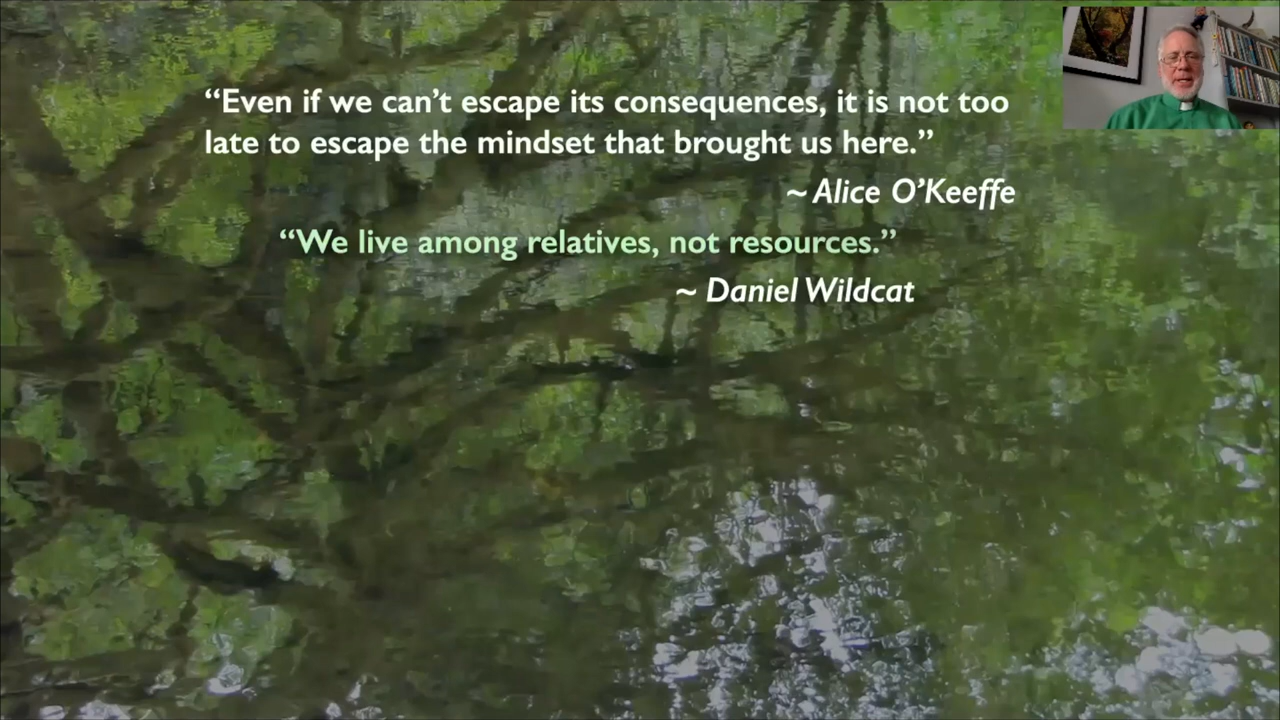 “Even if we can’t escape its consequences, it is not too
late to escape the mindset that brought us here.”
~ Alice O’Keeffe
“We live among relatives, not resources.”
~ Daniel Wildcat